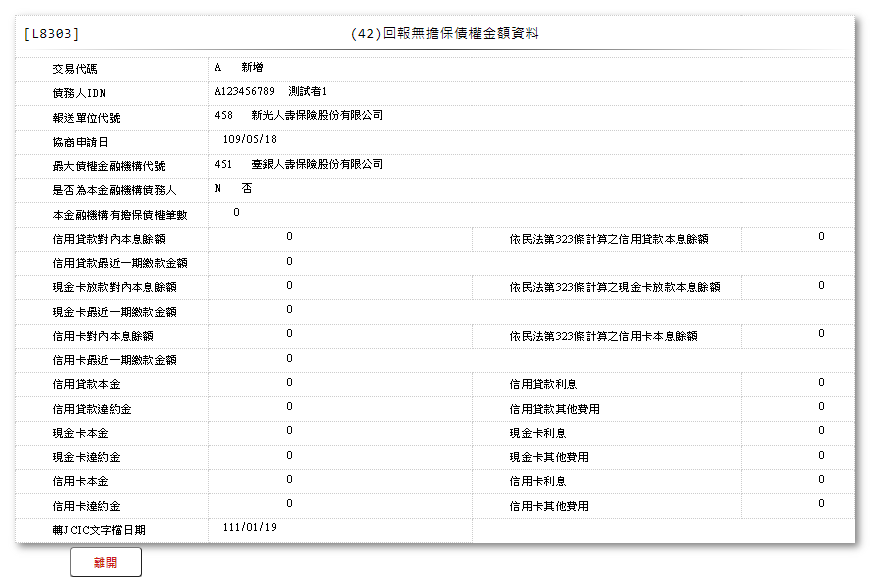 [L8303] (42)回報無擔保債權金額資料
交易代碼 A 新增
債務人IDN A123456789 測試者1
報送單位代號 458 新光人壽保險股份有限公司
協商申請日 109/05/18
最大債權金融機構代號 451 臺銀人壽保險股份有限公司
是否為本金融機構債務人 N 否
本金融機構有擔保債權筆數 0
信用貸款對內本息餘額 0 依民法第323條計算之信用貸款本息餘額 0
信用貸款最近一期繳款金額 0
現金卡放款對內本息餘額 0 依民法第323條計算之現金卡放款本息餘額 0
現金卡最近一期繳款金額 0
信用卡對內本息餘額 0 依民法第323條計算之信用卡本息餘額 0
信用卡最近一期繳款金額 0
信用貸款本金 0 信用貸款利息 0
信用貸款違約金 0 信用貸款其他費用 0
現金卡本金 0 現金卡利息 0
現金卡違約金 0 現金卡其他費用 0
信用卡本金 0 信用卡利息 0
信用卡違約金 0 信用卡其他費用 0
轉JCIC文字檔日期 111/01/19
離開